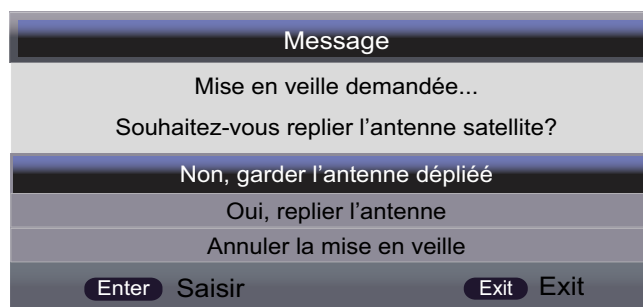 Message
Mise en veille demandée...
Souhaitez-vous replier l’antenne satellite?
Non, garder l’antenne dépliéé
Oui, replier l’antenne
Annuler la mise en veille
Enter Saisir Exit Exit